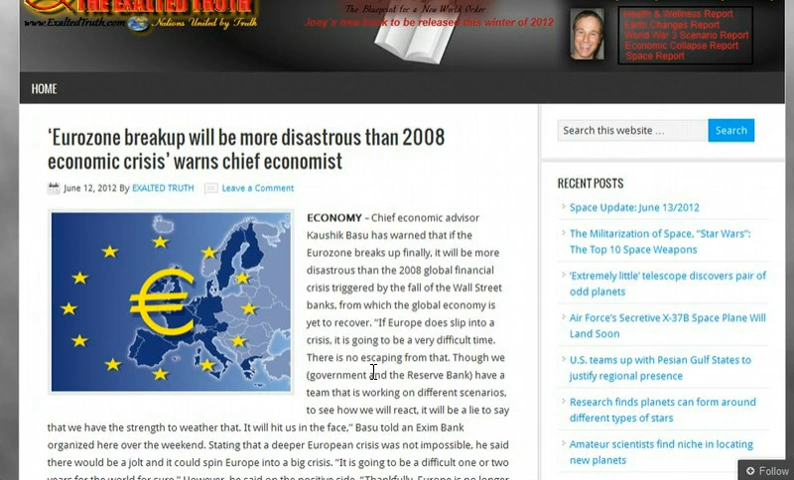 THE EXALTED TRUTH
www.ExaltedTruth.com Nations United by Truth
The Blueprint for a New World Order
Joey's new book to be released this winter of 2012
Health & Wellness Report
Earth Changes Report
World War 3 Scenario Report
Economic Collapse Report
Space Report
HOME
‘Eurozone breakup will be more disastrous than 2008
economic crisis’ warns chief economist
June 12, 2012 By EXALTED TRUTH Leave a Comment
ECONOMY – Chief economic advisor
Kaushik Basu has warned that if the
Eurozone breaks up finally, it will be more
disastrous than the 2008 global financial
crisis triggered by the fall of the Wall Street
banks, from which the global economy is
yet to recover. "If Europe does slip into a
crisis, it is going to be a very difficult time.
There is no escaping from that. Though we
(government and the Reserve Bank) have a
team that is working on different scenarios,
to see how we will react, it will be a lie to say
that we have the strength to weather that. It will hit us in the face," Basu told an Exim Bank
organized here over the weekend. Stating that a deeper European crisis was not impossible, he said
there would be a jolt and it could spin Europe into a big crisis. "It is going to be a difficult one or two
years for the world for sure." However, he said on the positive side, "Thankfully, Europe is no longer
Search this website ... Search
RECENT POSTS
Space Update: June 13/2012
The Militarization of Space, “Star Wars”:
The Top 10 Space Weapons
‘Extremely little’ telescope discovers pair of
odd planets
Air Force’s Secretive X-37B Space Plane Will
Land Soon
U.S. teams up with Pesian Gulf States to
justify regional presence
Research finds planets can form around
different types of stars
Amateur scientists find niche in locating
new planets
Follow